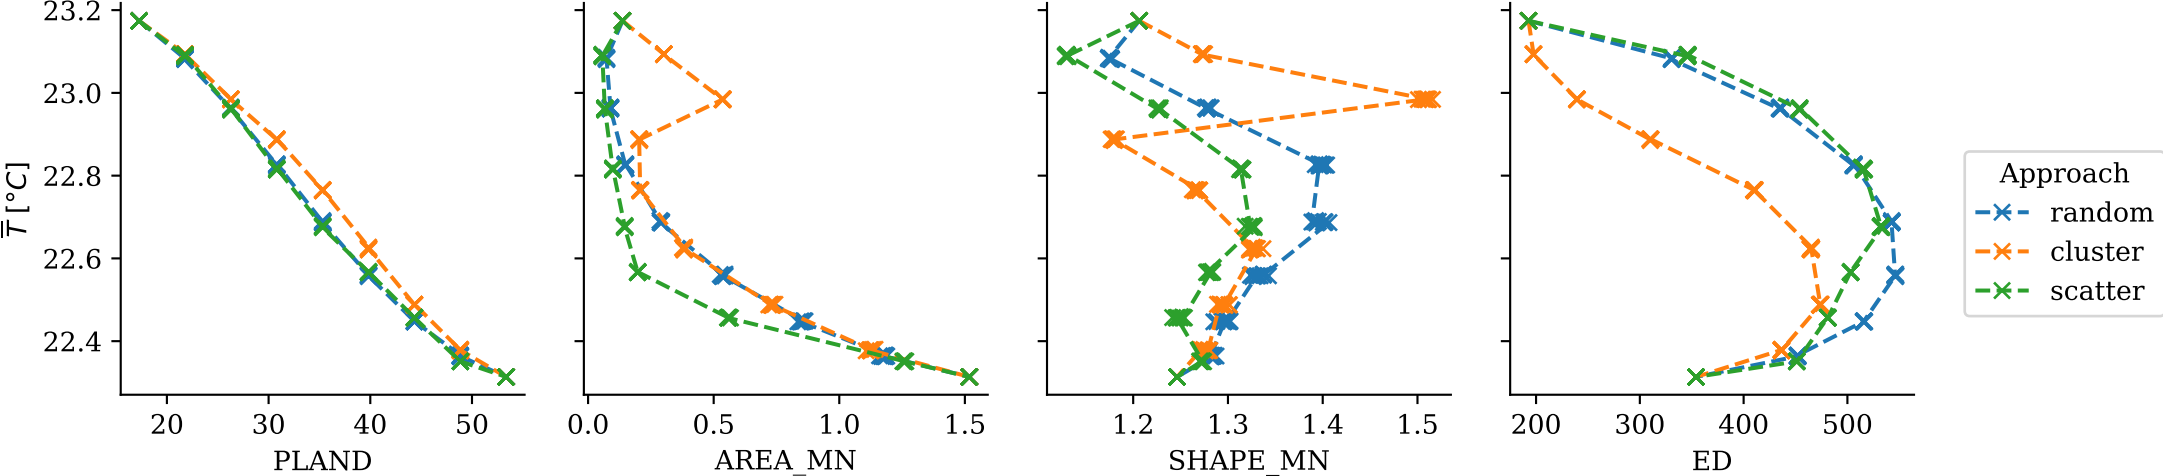 23.2
23.0
22.8
22.6
22.4
T̅ [°C]
20 30 40 50
PLAND
0.0 0.5 1.0 1.5
AREA_MN
1.2 1.3 1.4 1.5
SHAPE_MN
200 300 400 500
ED
Approach
random
cluster
scatter